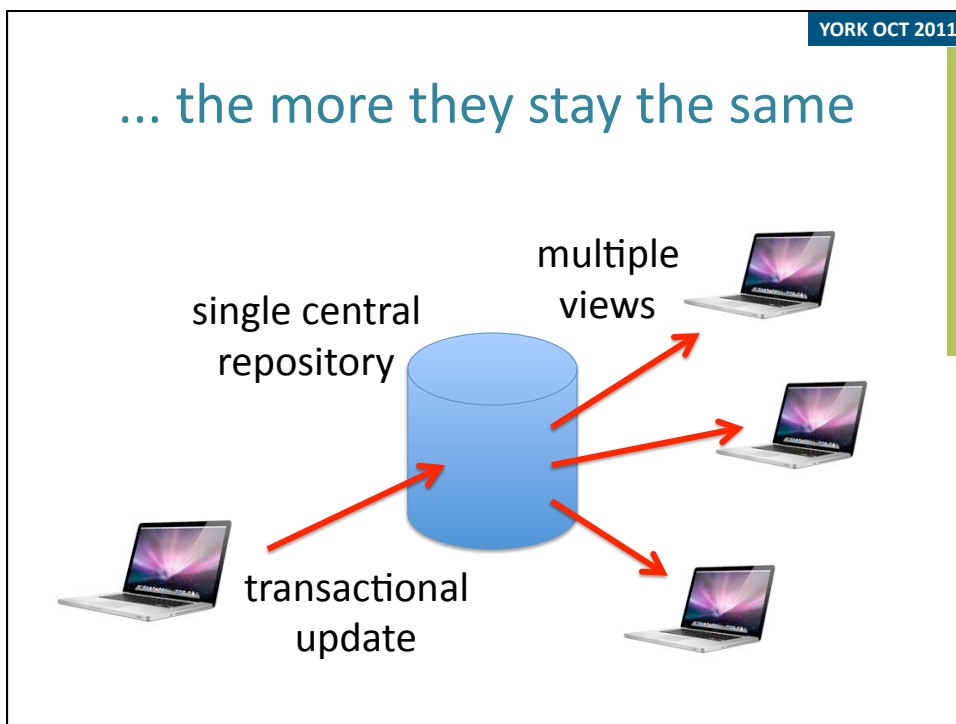 YORK OCT 2011
... the more they stay the same
multiple
views
single central
repository
transactional
update